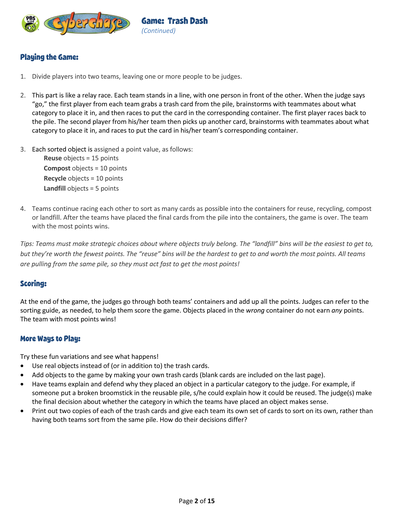 PBS KIDS
Cyberchase
Game: Trash Dash
(Continued)
Playing the Game:
1. Divide players into two teams, leaving one or more people to be judges.
2. This part is like a relay race. Each team stands in a line, with one person in front of the other. When the judge says
"go," the first player from each team grabs a trash card from the pile, brainstorms with teammates about what
category to place it in, and then races to put the card in the corresponding container. The first player races back to
the pile. The second player from his/her team then picks up another card, brainstorms with teammates about what
category to place it in, and races to put the card in his/her team's corresponding container.
3. Each sorted object is assigned a point value, as follows:
Reuse objects = 15 points
Compost objects = 10 points
Recycle objects = 10 points
Landfill objects = 5 points
4. Teams continue racing each other to sort as many cards as possible into the containers for reuse, recycling, compost
or landfill. After the teams have placed the final cards from the pile into the containers, the game is over. The team
with the most points wins.
Tips: Teams must make strategic choices about where objects truly belong. The "landfill" bins will be the easiest to get to,
but they're worth the fewest points. The "reuse" bins will be the hardest to get to and worth the most points. All teams
are pulling from the same pile, so they must act fast to get the most points!
Scoring:
At the end of the game, the judges go through both teams' containers and add up all the points. Judges can refer to the
sorting guide, as needed, to help them score the game. Objects placed in the wrong container do not earn any points.
The team with most points wins!
More Ways to Play:
Try these fun variations and see what happens!
• Use real objects instead of (or in addition to) the trash cards.
• Add objects to the game by making your own trash cards (blank cards are included on the last page).
• Have teams explain and defend why they placed an object in a particular category to the judge. For example, if
someone put a broken broomstick in the reusable pile, s/he could explain how it could be reused. The judge(s) make
the final decision about whether the category in which the teams have placed an object makes sense.
• Print out two copies of each of the trash cards and give each team its own set of cards to sort on its own, rather than
having both teams sort from the same pile. How do their decisions differ?
Page 2 of 15